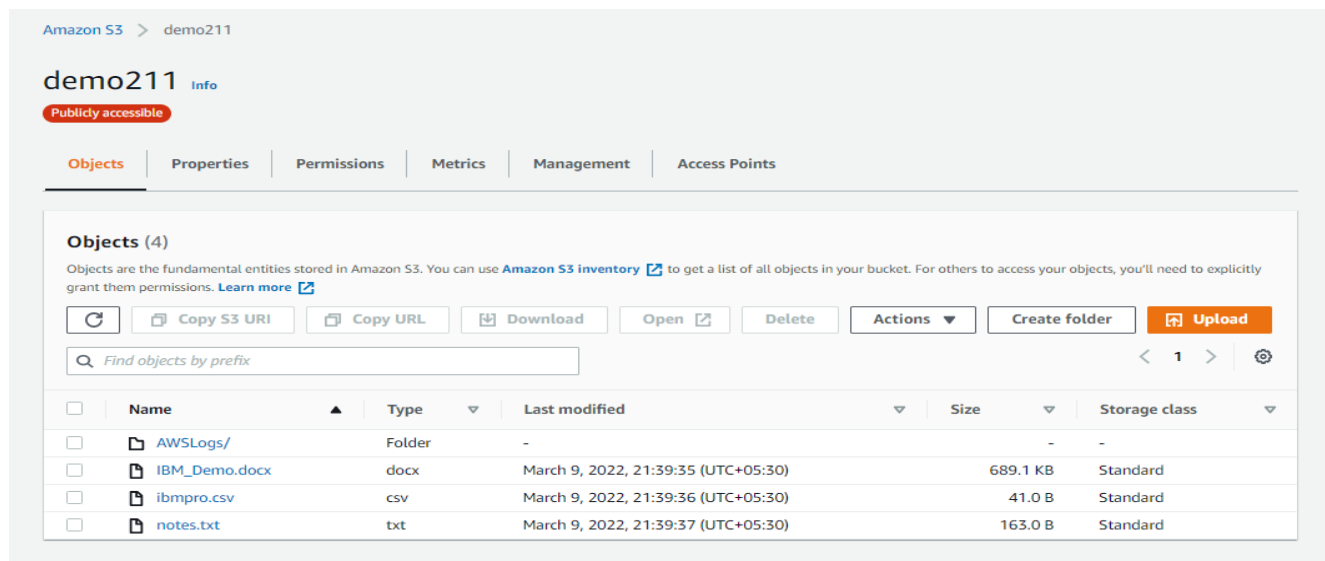 Amazon S3 > demo211
demo211 Info
Publicly accessible
Objects Properties Permissions Metrics Management Access Points
Objects (4)
Objects are the fundamental entities stored in Amazon S3. You can use Amazon S3 inventory to get a list of all objects in your bucket. For others to access your objects, you'll need to explicitly
grant them permissions. Learn more
Copy S3 URI Copy URL Download Open Delete Actions Create folder Upload
Find objects by prefix < 1 >
Name Type Last modified Size Storage class
AWSLogs/ Folder - - -
IBM_Demo.docx docx March 9, 2022, 21:39:35 (UTC+05:30) 689.1 KB Standard
ibmpro.csv csv March 9, 2022, 21:39:36 (UTC+05:30) 41.0 B Standard
notes.txt txt March 9, 2022, 21:39:37 (UTC+05:30) 163.0 B Standard